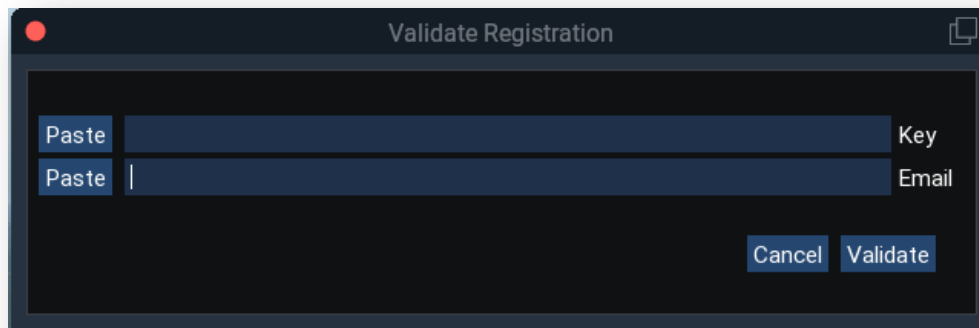 Validate Registration
Paste Key
Paste Email
Cancel Validate